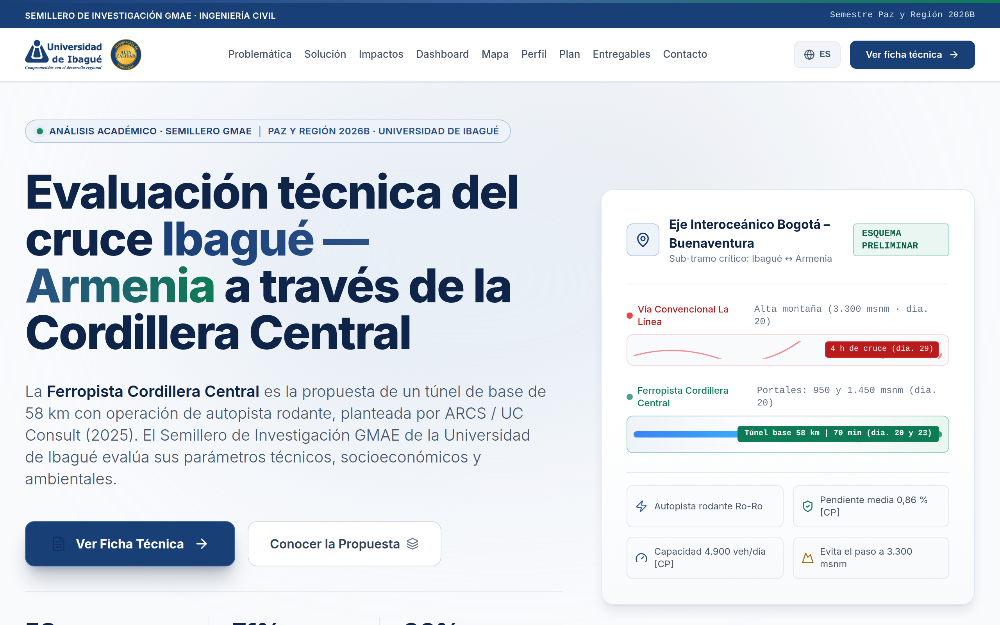 SEMILLERO DE INVESTIGACIÓN GMAE · INGENIERÍA CIVIL
Semestre Paz y Región 2026B
Universidad
de Ibagué
Comprometidos con el desarrollo regional
Acreditación de
ALTA
CALIDAD
Unibagué
Problemática
Solución
Impactos
Dashboard
Mapa
Perfil
Plan
Entregables
Contacto
ES
Ver ficha técnica →
ANÁLISIS ACADÉMICO · SEMILLERO GMAE | PAZ Y REGIÓN 2026B · UNIVERSIDAD DE IBAGUÉ
Evaluación técnica del
cruce Ibagué —
Armenia a través de la
Cordillera Central
La Ferropista Cordillera Central es la propuesta de un túnel de base de
58 km con operación de autopista rodante, planteada por ARCS / UC
Consult (2025). El Semillero de Investigación GMAE de la Universidad
de Ibagué evalúa sus parámetros técnicos, socioeconómicos y
ambientales.
Ver Ficha Técnica →
Conocer la Propuesta
Eje Interoceánico Bogotá –
Buenaventura
Sub-tramo crítico: Ibagué ↔ Armenia
ESQUEMA
PRELIMINAR
Vía Convencional La
Línea
Alta montaña (3.300 msnm · dia.
20)
4 h de cruce (dia. 29)
Ferropista Cordillera
Central
Portales: 950 y 1.450 msnm (dia.
20)
Túnel base 58 km | 70 min (dia. 20 y 23)
Autopista rodante Ro-Ro
Pendiente media 0,86 %
[CP]
Capacidad 4.900 veh/día
[CP]
Evita el paso a 3.300
msnm